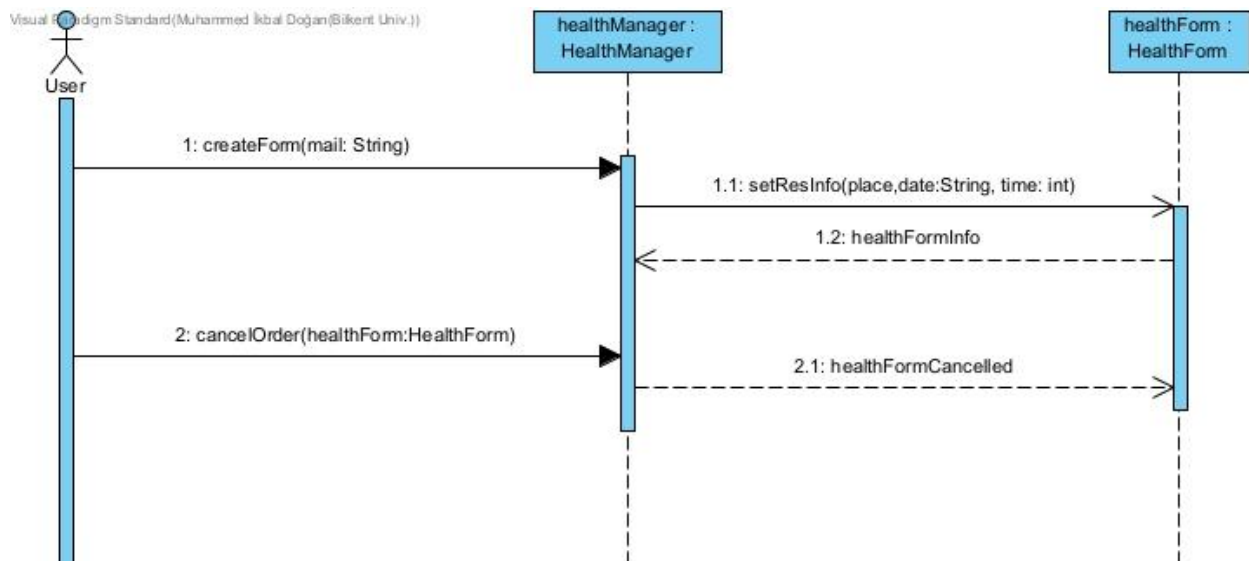 Visual Paradigm Standard(Muhammed İkbal Doğan(Bilkent Univ.))
healthManager :
HealthManager
healthForm :
HealthForm
User
1: createForm(mail: String)
1.1: setResInfo(place,date:String, time: int)
1.2: healthFormInfo
2: cancelOrder(healthForm:HealthForm)
2.1: healthFormCancelled